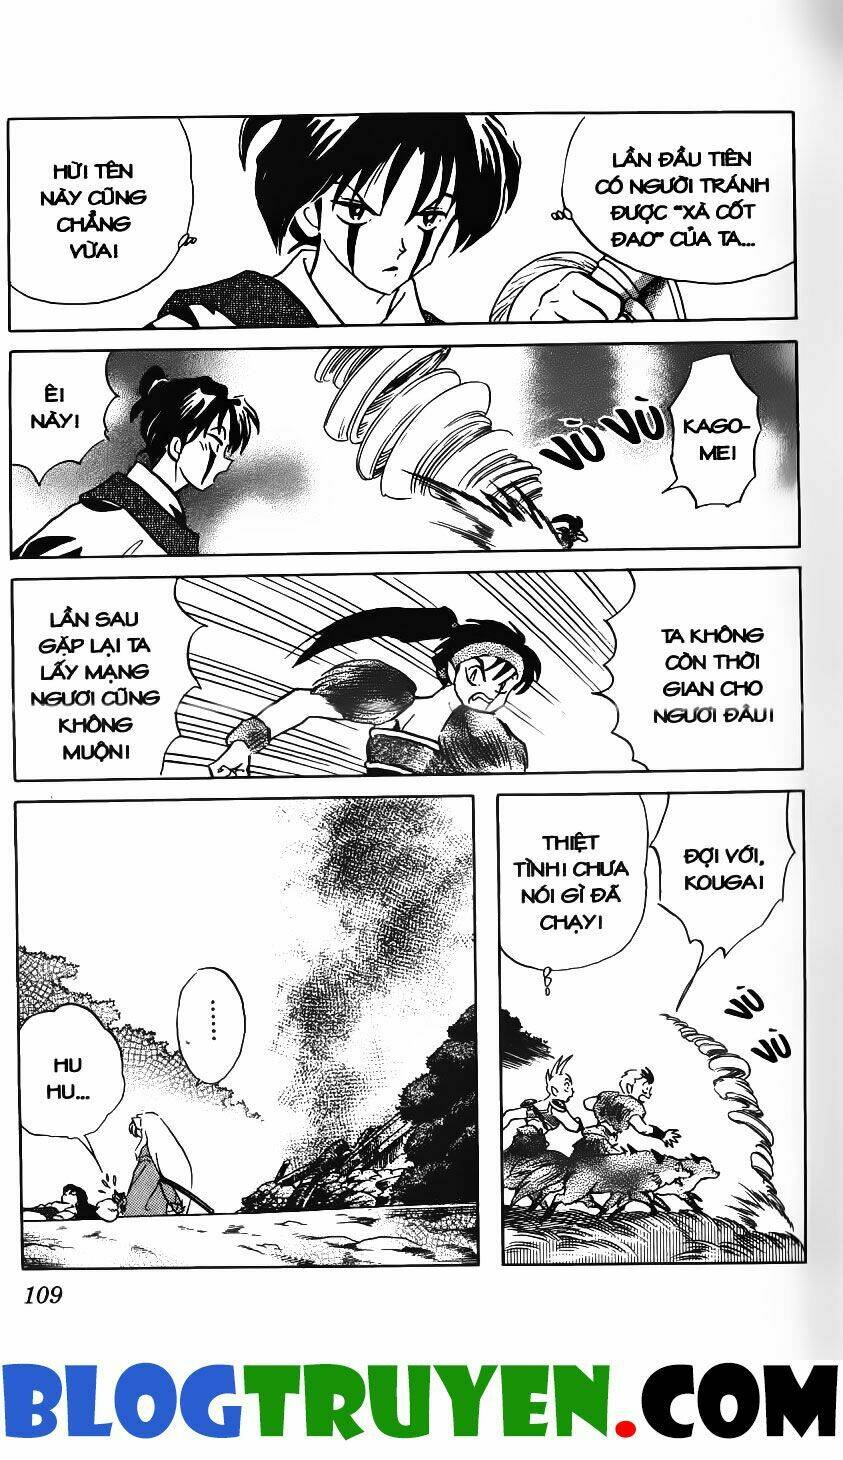 LẦN ĐẦU TIÊN
CÓ NGƯỜI TRÁNH
ĐƯỢC "XÀ CỐT
ĐAO" CỦA TA...
HỪ! TÊN
NÀY CŨNG
CHẲNG
VỪA!
KAGO-
ME!
VÙ VÙ
ÊI
NÀY!
TA KHÔNG
CÒN THỜI
GIAN CHO
NGƯƠI ĐÂU!
LẦN SAU
GẶP LẠI TA
LẤY MẠNG
NGƯƠI CŨNG
KHÔNG
MUỘN!
ĐỢI VỚI,
KOUGA!
THIỆT
TÌNH! CHƯA
NÓI GÌ ĐÃ
CHẠY!
VÙ
VÙ
......
HU
HU...
109
BLOGTRUYEN.COM